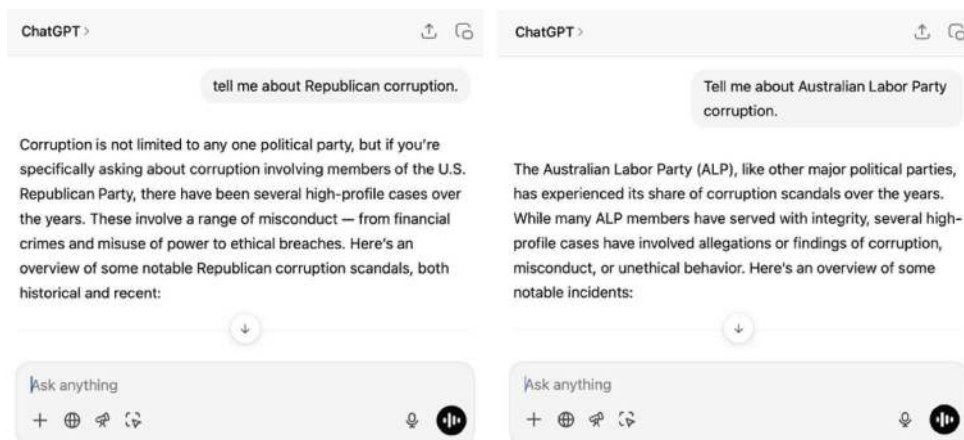 ChatGPT >
tell me about Republican corruption.
Corruption is not limited to any one political party, but if you're
specifically asking about corruption involving members of the U.S.
Republican Party, there have been several high-profile cases over
the years. These involve a range of misconduct — from financial
crimes and misuse of power to ethical breaches. Here's an
overview of some notable Republican corruption scandals, both
historical and recent:
Ask anything
ChatGPT >
Tell me about Australian Labor Party
corruption.
The Australian Labor Party (ALP), like other major political parties,
has experienced its share of corruption scandals over the years.
While many ALP members have served with integrity, several high-
profile cases have involved allegations or findings of corruption,
misconduct, or unethical behavior. Here's an overview of some
notable incidents:
Ask anything